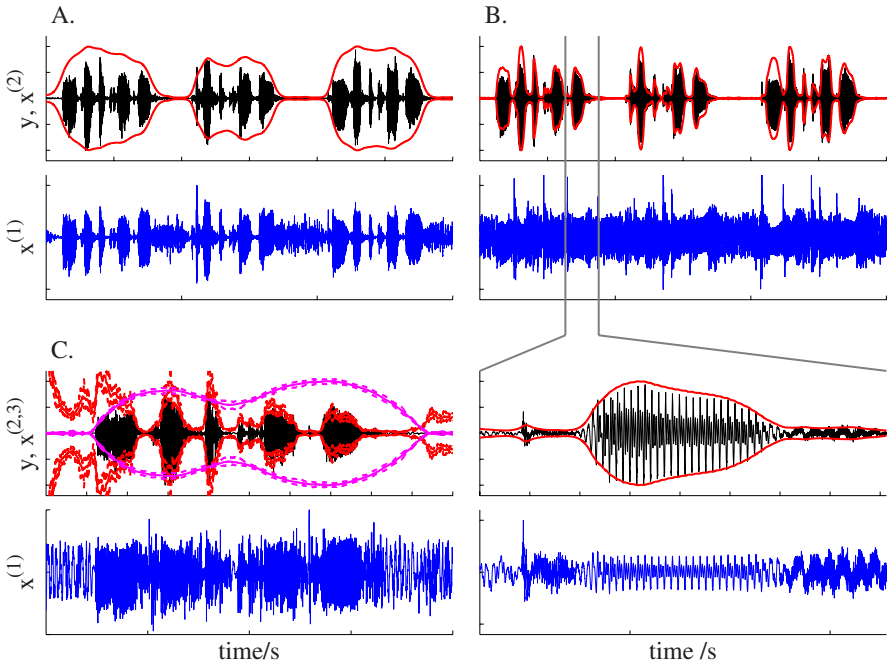 A.
B.
y, x(2)
x(1)
C.
y, x(2,3)
x(1)
time/s
time /s